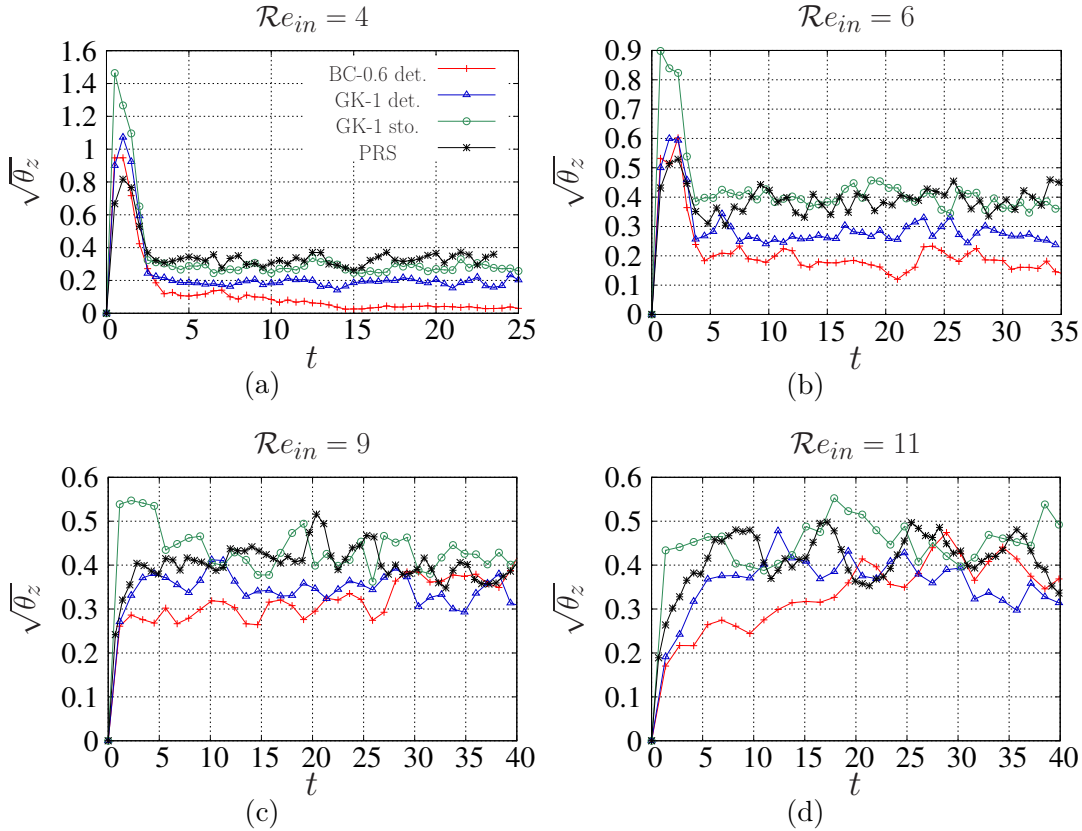 𝓡e_in = 4
1.6
1.4
1.2
1
0.8
0.6
0.4
0.2
0
BC-0.6 det.
GK-1 det.
GK-1 sto.
PRS
√θ_z
0 5 10 15 20 25
t
(a)
𝓡e_in = 6
0.9
0.8
0.7
0.6
0.5
0.4
0.3
0.2
0.1
0
√θ_z
0 5 10 15 20 25 30 35
t
(b)
𝓡e_in = 9
0.6
0.5
0.4
0.3
0.2
0.1
0
√θ_z
0 5 10 15 20 25 30 35 40
t
(c)
𝓡e_in = 11
0.6
0.5
0.4
0.3
0.2
0.1
0
√θ_z
0 5 10 15 20 25 30 35 40
t
(d)